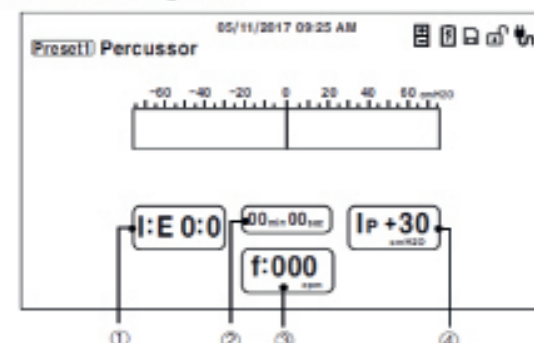 05/11/2017 09:25 AM
Preset1 Percussor
-60 -40 -20 0 20 40 60 cmH2O
I:E 0:0
00min 00sec
IP +30
cmH2O
f:000
cpm
① ② ③ ④